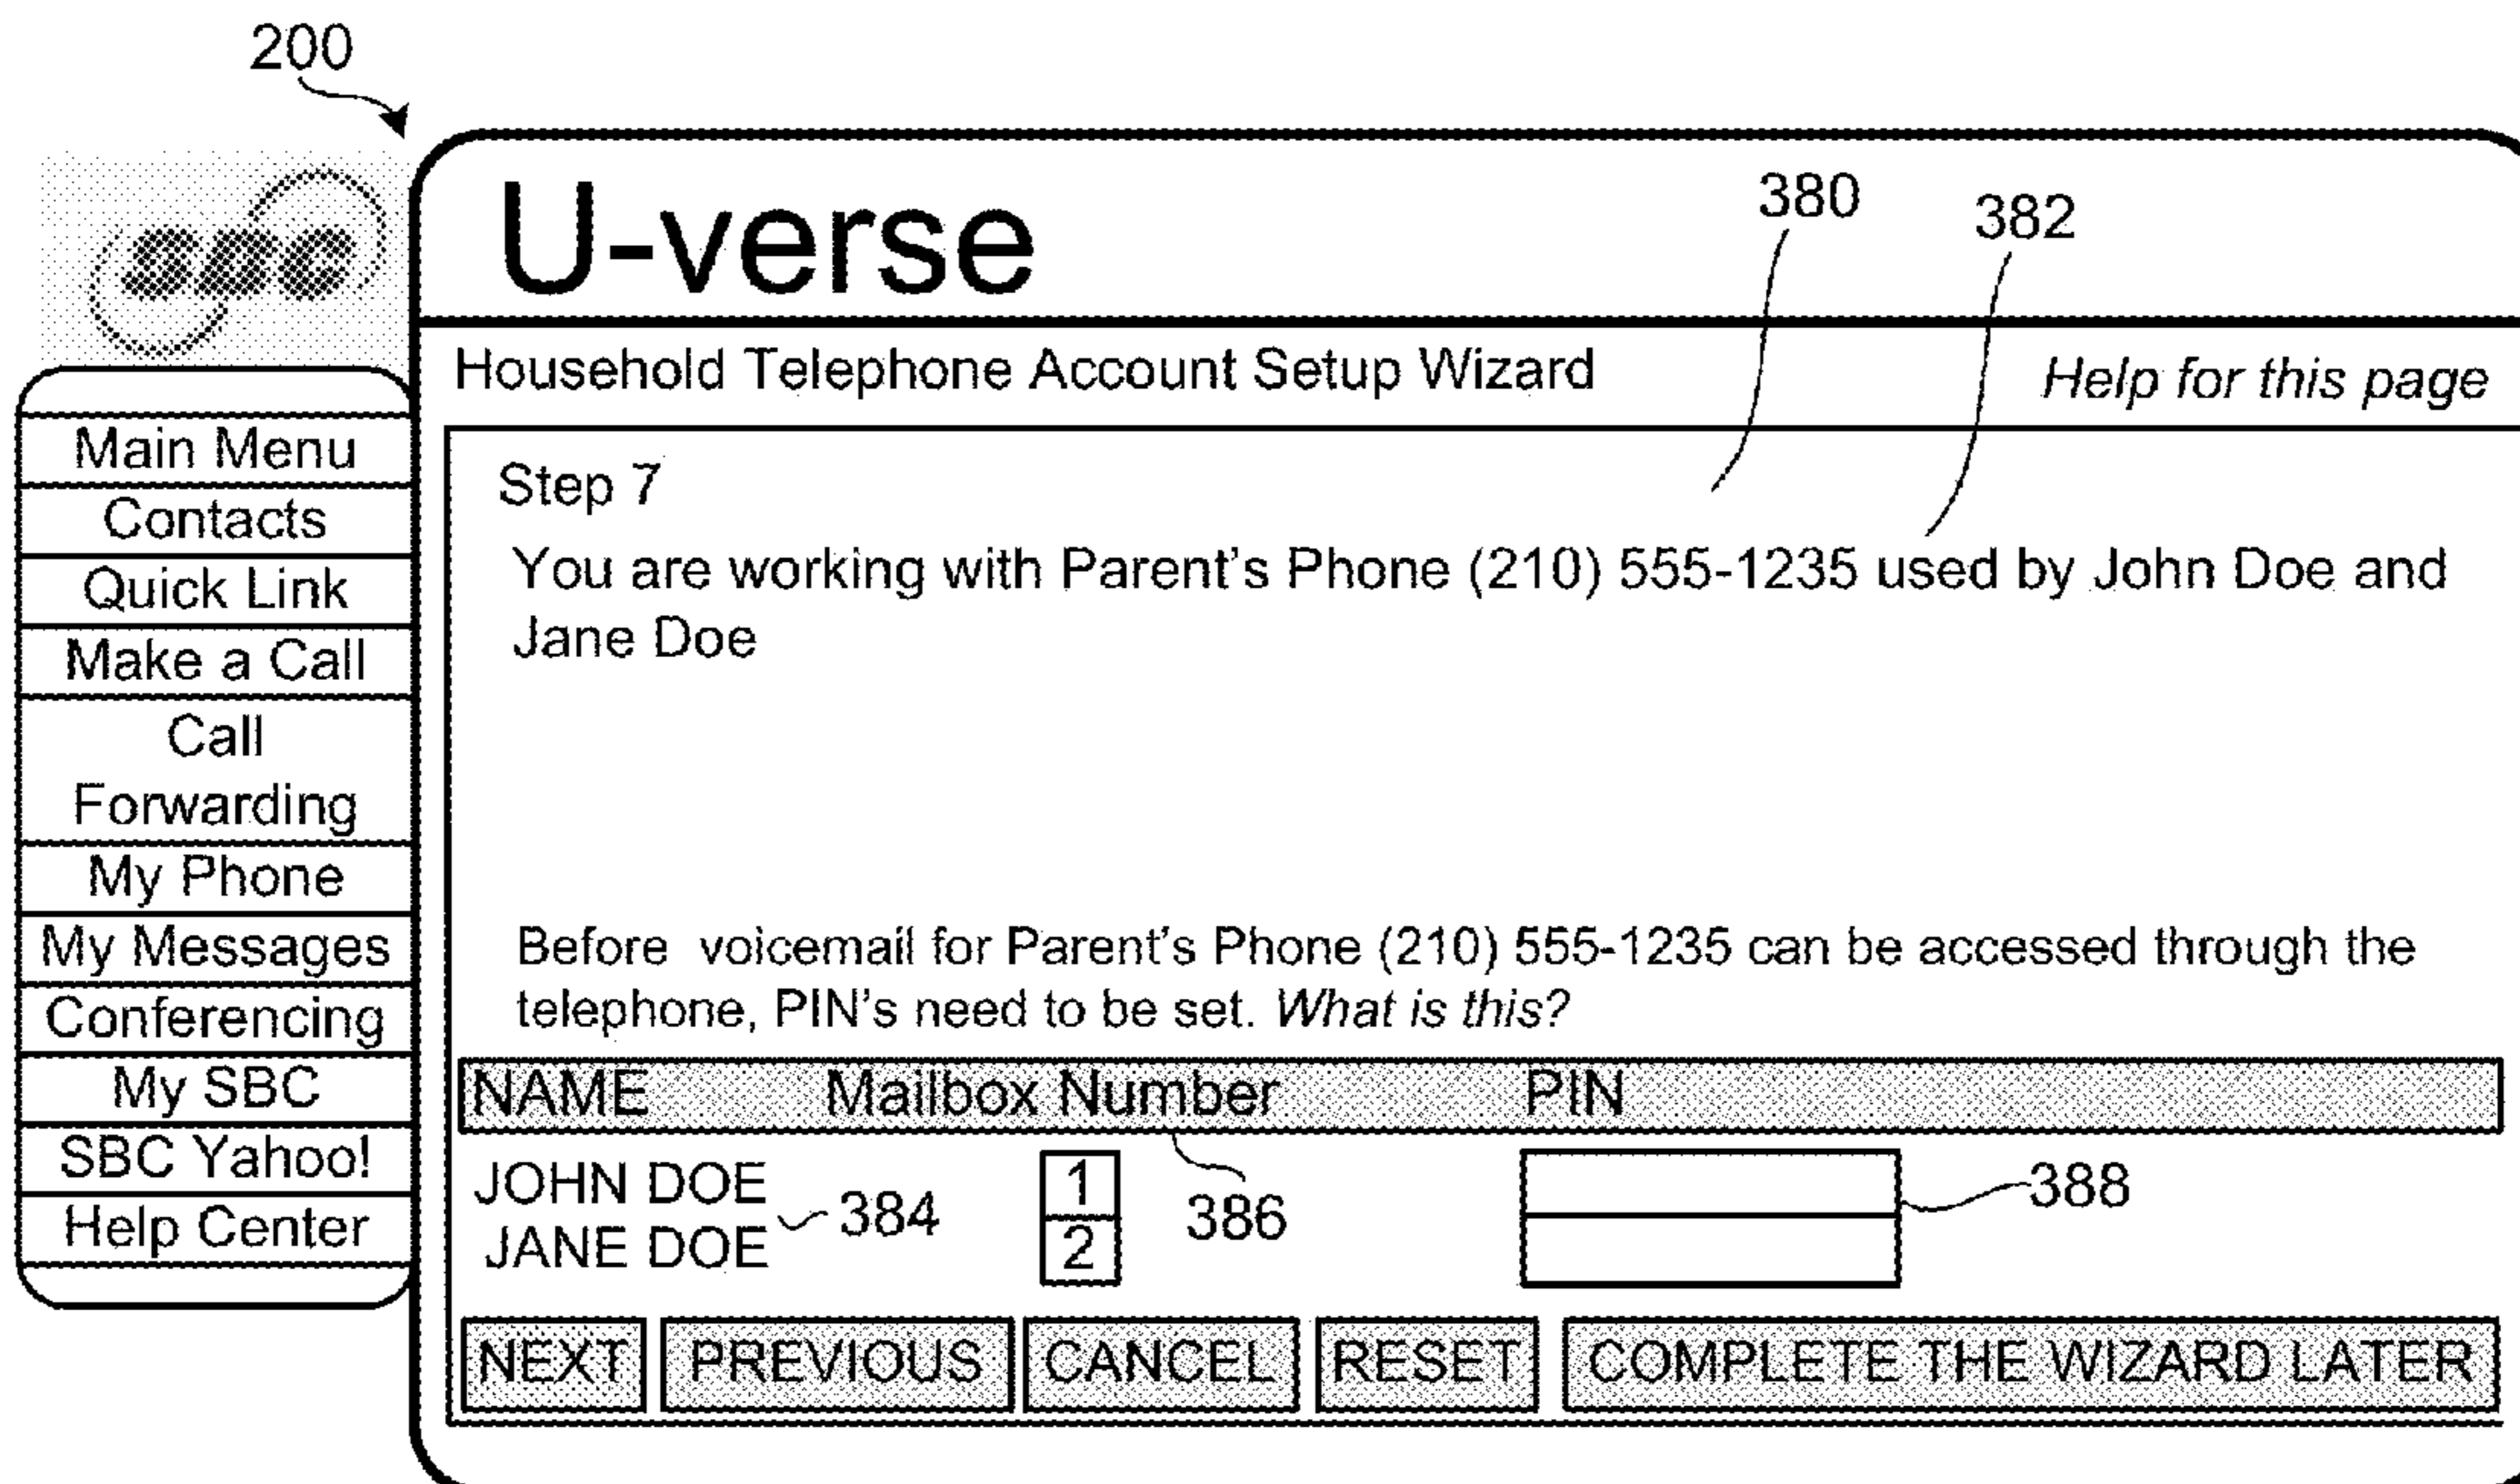 200
SBC
U-verse
380
382
Household Telephone Account Setup Wizard
Help for this page
Main Menu
Contacts
Quick Link
Make a Call
Call
Forwarding
My Phone
My Messages
Conferencing
My SBC
SBC Yahoo!
Help Center
Step 7
You are working with Parent's Phone (210) 555-1235 used by John Doe and
Jane Doe
Before voicemail for Parent's Phone (210) 555-1235 can be accessed through the
telephone, PIN's need to be set. What is this?
NAME Mailbox Number PIN
JOHN DOE 1
JANE DOE 2
384
386
388
NEXT PREVIOUS CANCEL RESET COMPLETE THE WIZARD LATER